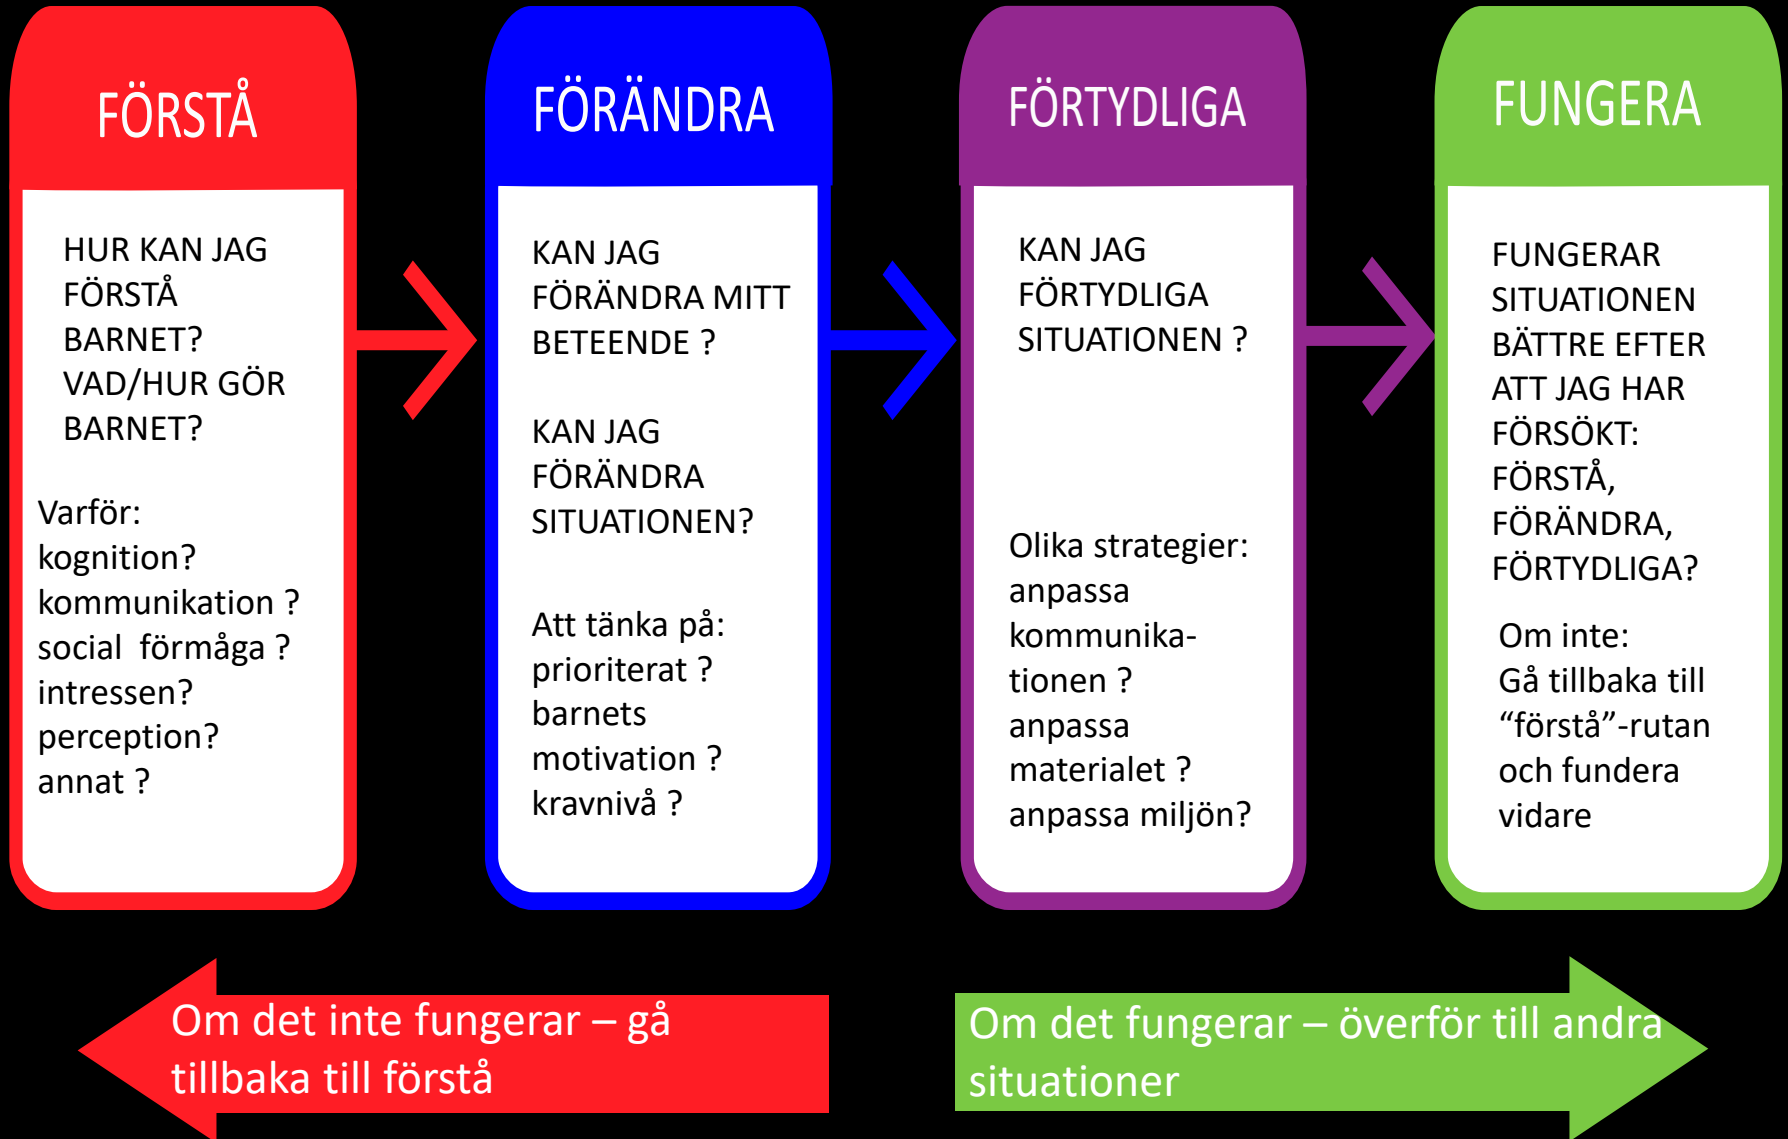 FÖRSTÅ
HUR KAN JAG
FÖRSTÅ
BARNET?
VAD/HUR GÖR
BARNET?
Varför:
kognition?
kommunikation ?
social  förmåga ?
intressen?
perception?
annat ?
FÖRÄNDRA
KAN JAG
FÖRÄNDRA MITT
BETEENDE ?
KAN JAG
FÖRÄNDRA
SITUATIONEN?
Att tänka på:
prioriterat ?
barnets
motivation ?
kravnivå ?
FÖRTYDLIGA
KAN JAG
FÖRTYDLIGA
SITUATIONEN ?
Olika strategier:
anpassa
kommunika-
tionen ?
anpassa
materialet ?
anpassa miljön?
FUNGERA
FUNGERAR
SITUATIONEN
BÄTTRE EFTER
ATT JAG HAR
FÖRSÖKT:
FÖRSTÅ,
FÖRÄNDRA,
FÖRTYDLIGA?
Om inte:
Gå tillbaka till
“förstå”-rutan
och fundera
vidare
Om det inte fungerar – gå
tillbaka till förstå
Om det fungerar – överför till andra
situationer